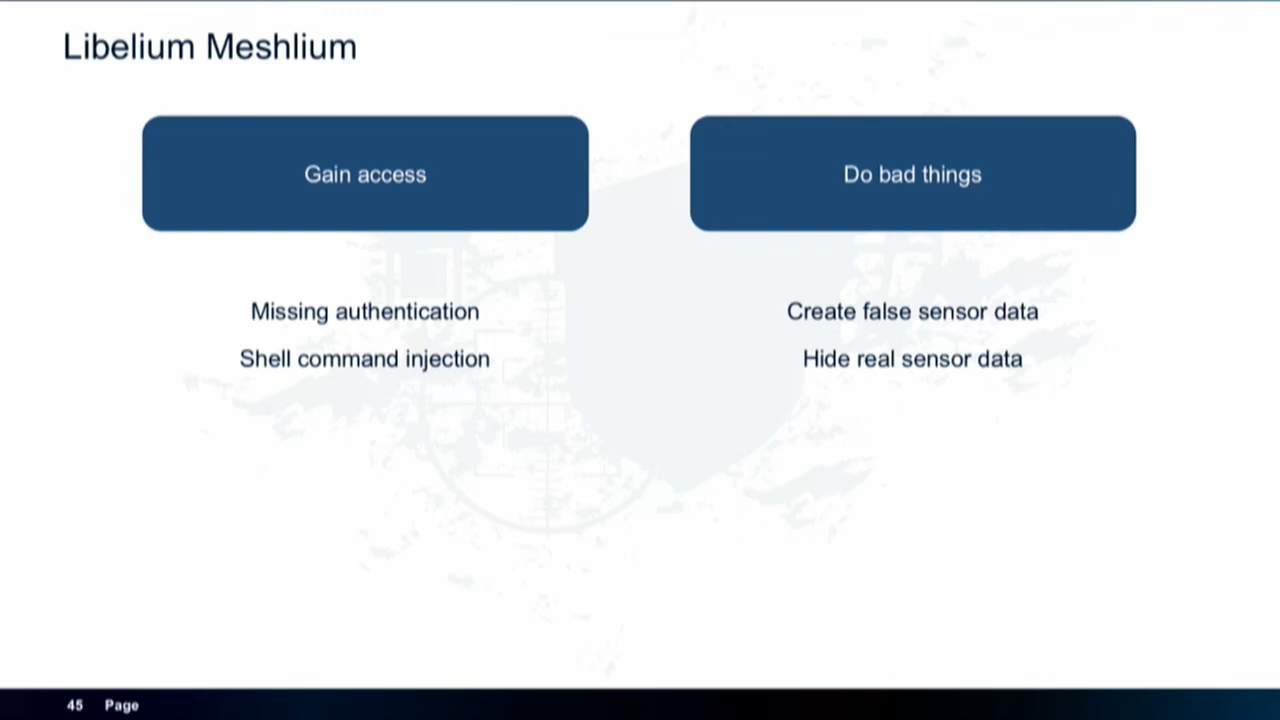 Libelium Meshlium
Gain access
Do bad things
Missing authentication
Shell command injection
Create false sensor data
Hide real sensor data
45 Page